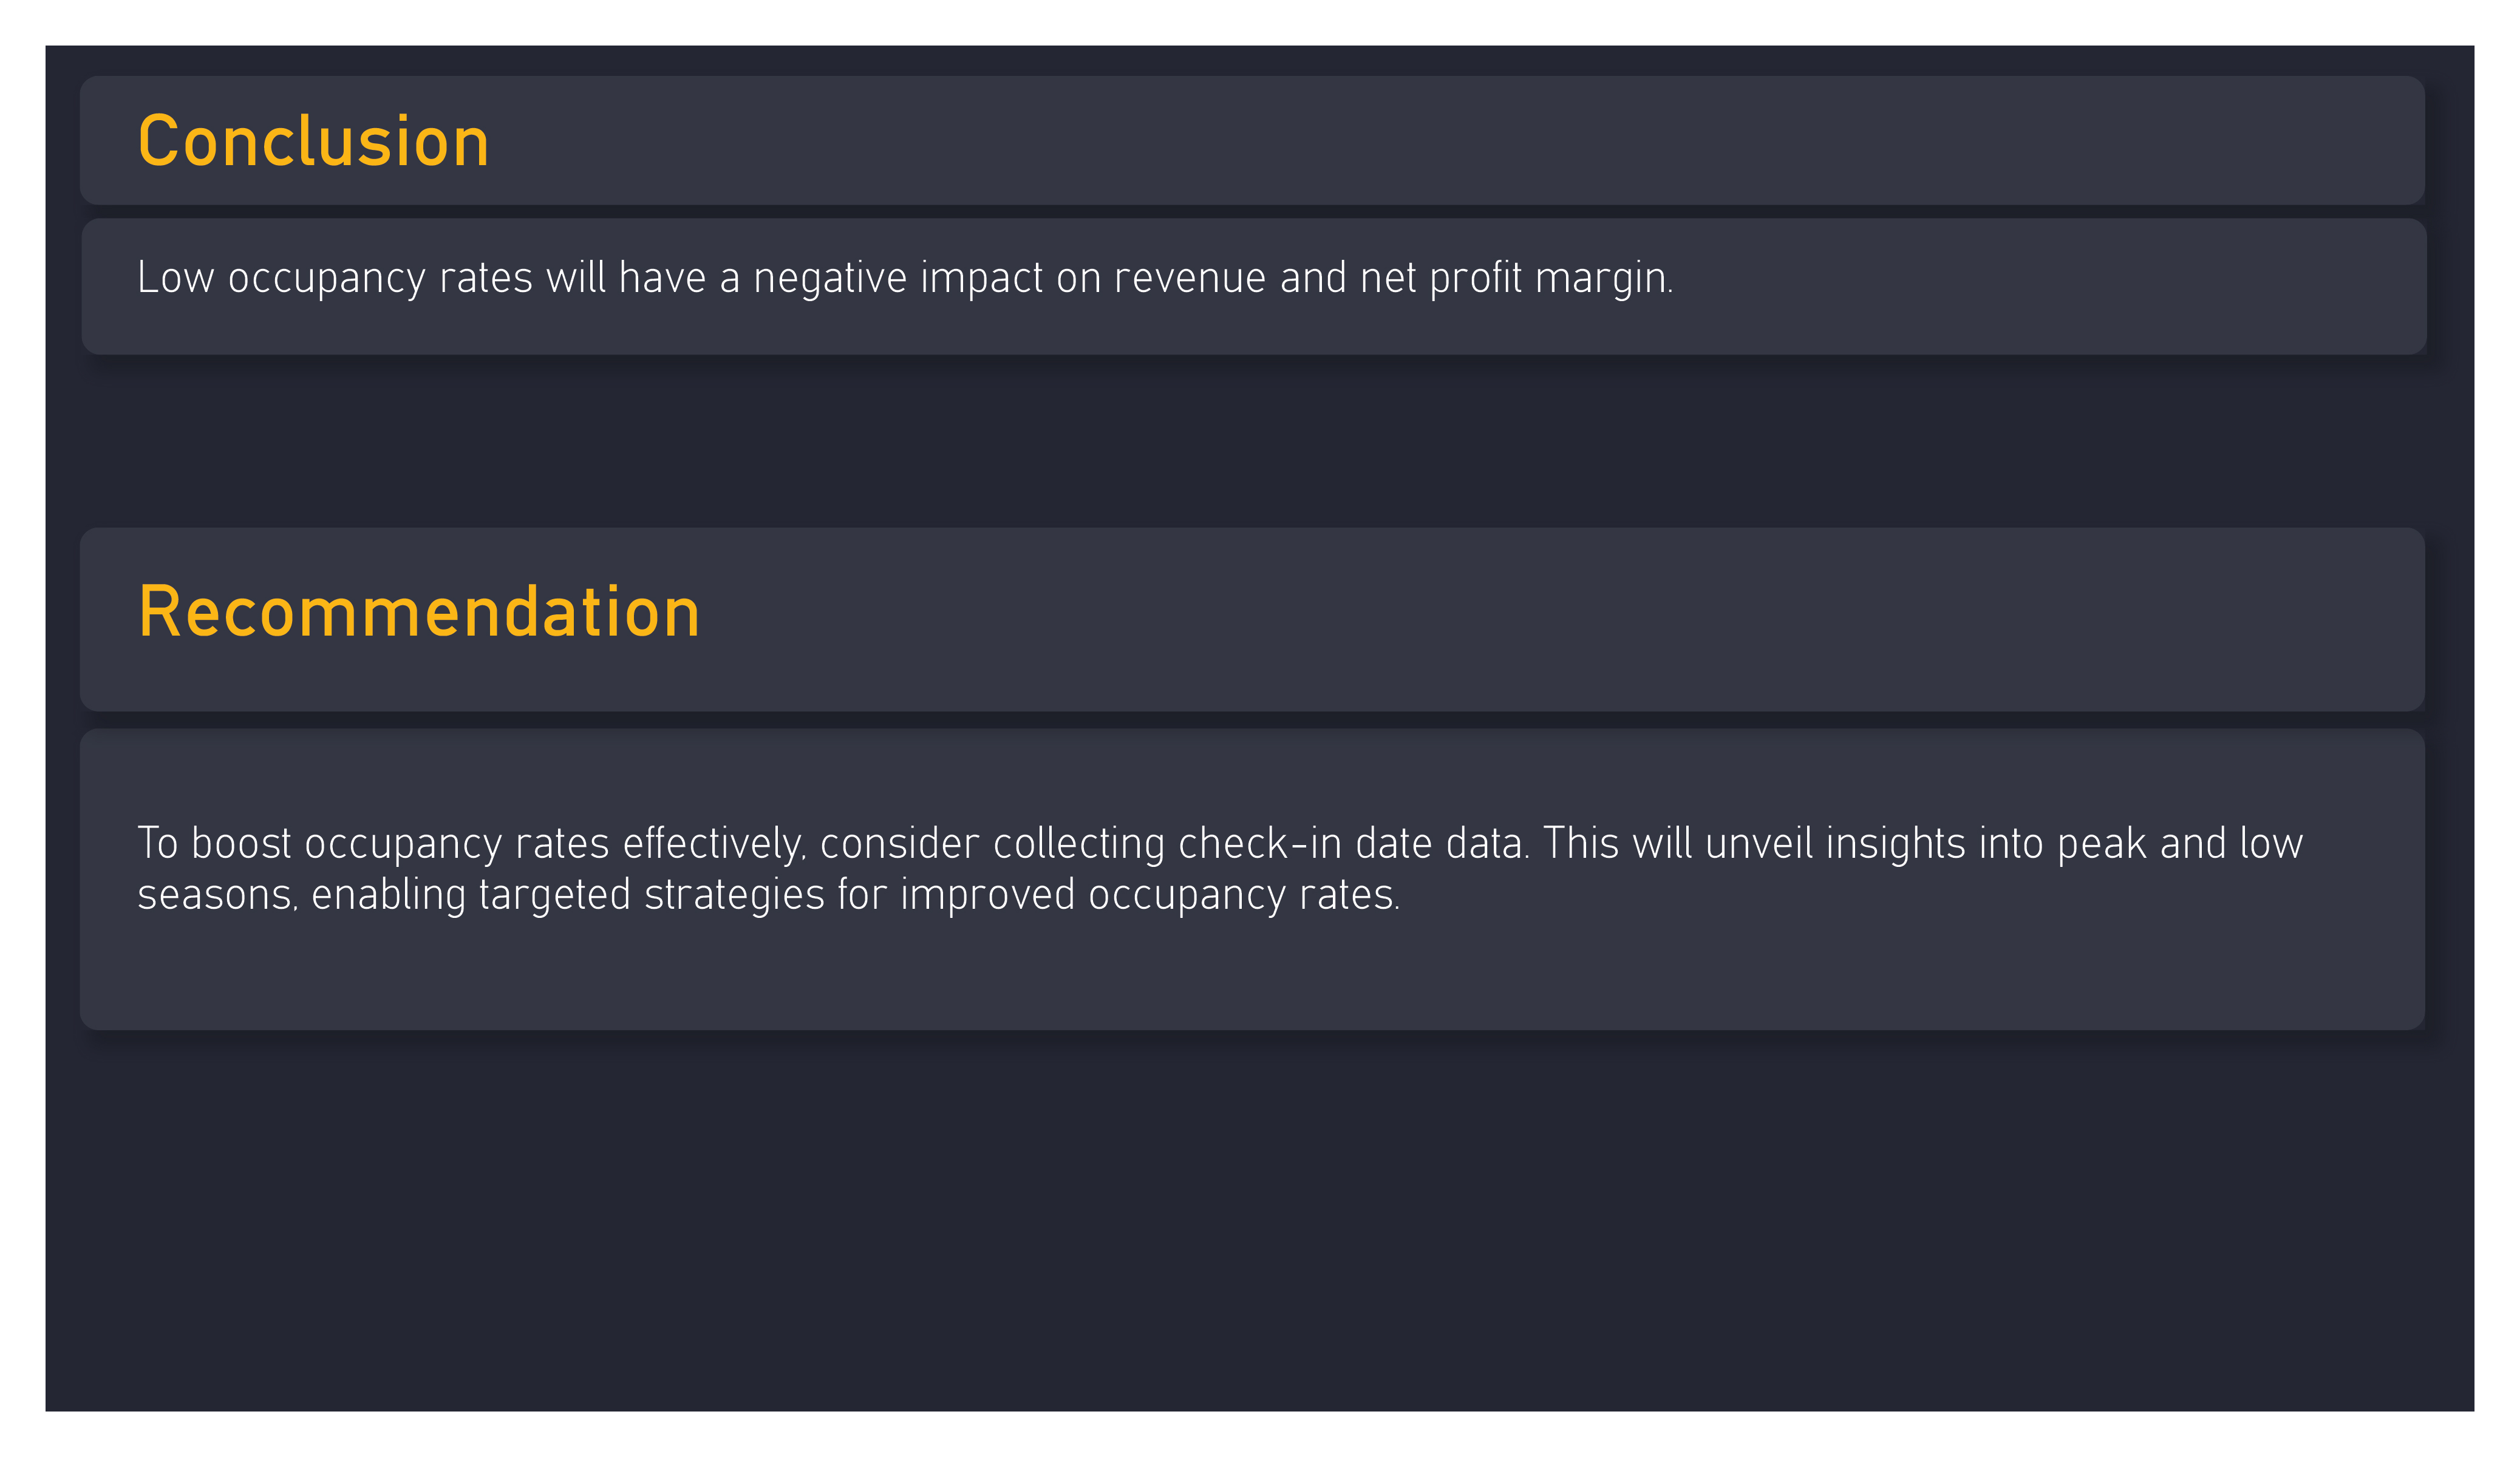 Conclusion
Low occupancy rates will have a negative impact on revenue and net profit margin.
Recommendation
To boost occupancy rates effectively, consider collecting check-in date data. This will unveil insights into peak and low
seasons, enabling targeted strategies for improved occupancy rates.